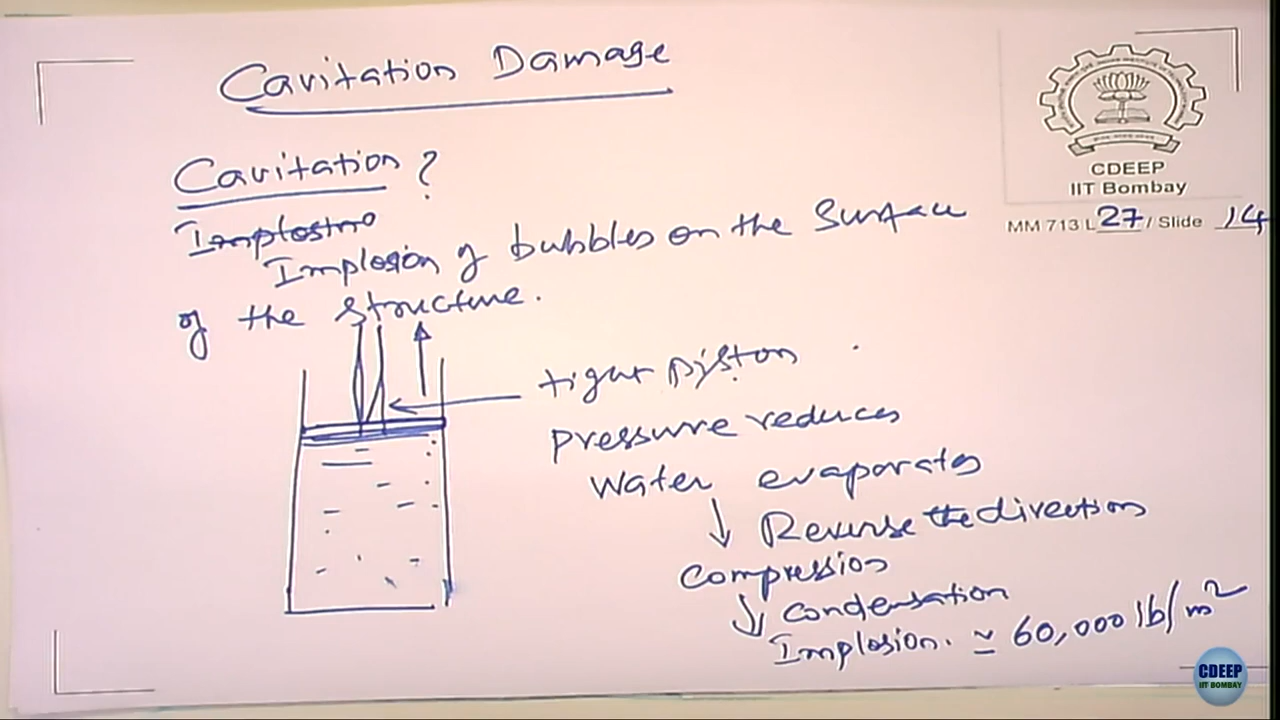 Cavitation Damage
Cavitation?
Implosion of bubbles on the Surface
of the structure.
tight piston
Pressure reduces
Water evaporates
↓ Reverse the direction
Compression
↓ Condensation
Implosion. ≃ 60,000 lb/m²
CDEEP
IIT Bombay
MM 713 L 27 / Slide 14
CDEEP
IIT BOMBAY